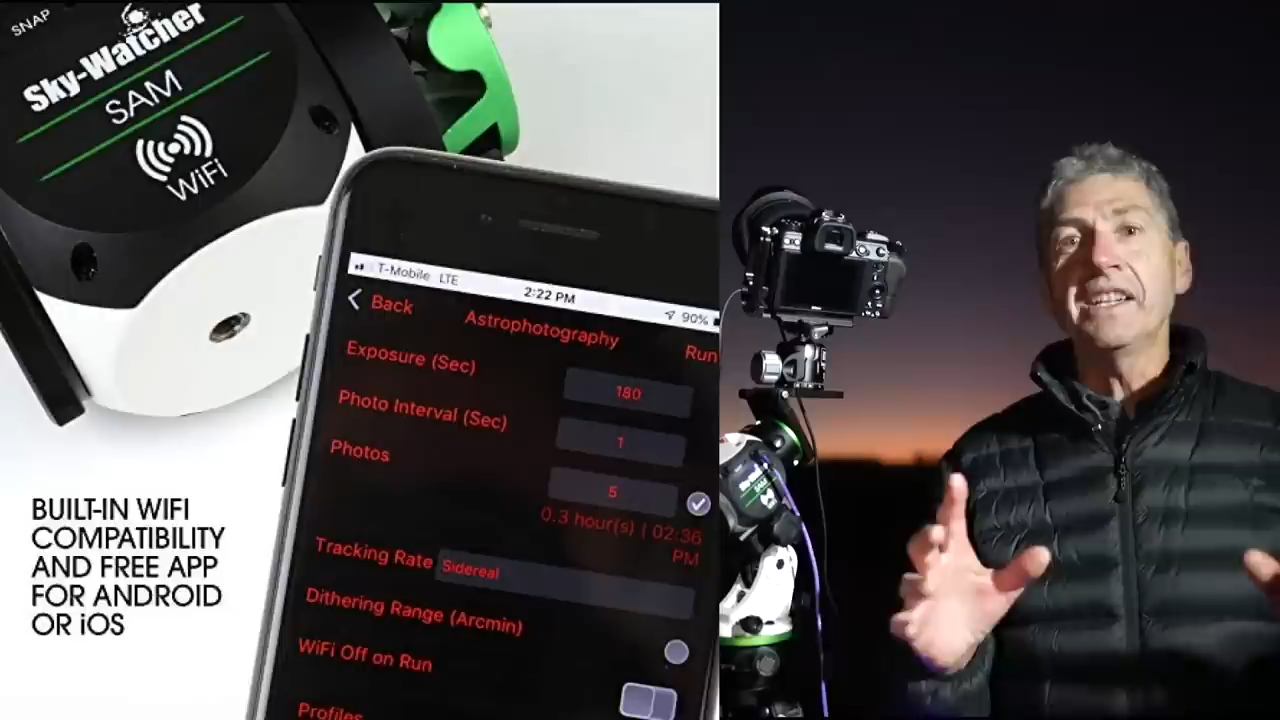 SNAP
Sky-Watcher
SAM
WiFi
T-Mobile LTE
2:22 PM
90%
Back
Astrophotography
Run
Exposure (Sec)
180
Photo Interval (Sec)
1
Photos
5
0.3 hour(s) | 02:36
PM
Tracking Rate
Sidereal
Dithering Range (Arcmin)
WiFi Off on Run
Profiles
BUILT-IN WIFI
COMPATIBILITY
AND FREE APP
FOR ANDROID
OR iOS